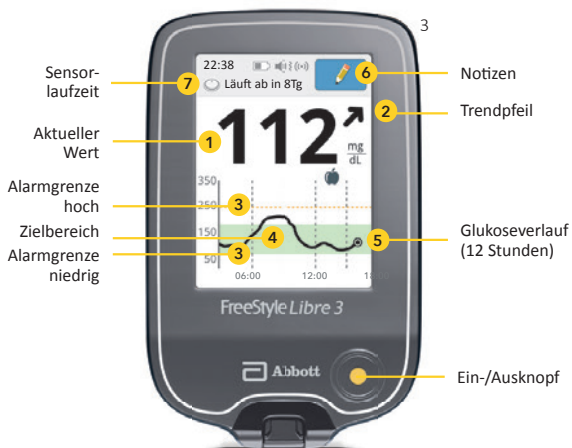 3
Sensor-
laufzeit
7
22:38
Läuft ab in 8Tg
6
Notizen
Aktueller
Wert
1
112
mg
dL
2
Trendpfeil
Alarmgrenze
hoch
Zielbereich
Alarmgrenze
niedrig
350
250
150
50
3
4
3
5
Glukoseverlauf
(12 Stunden)
06:00
12:00
18:00
FreeStyle Libre 3
Abbott
Ein-/Ausknopf